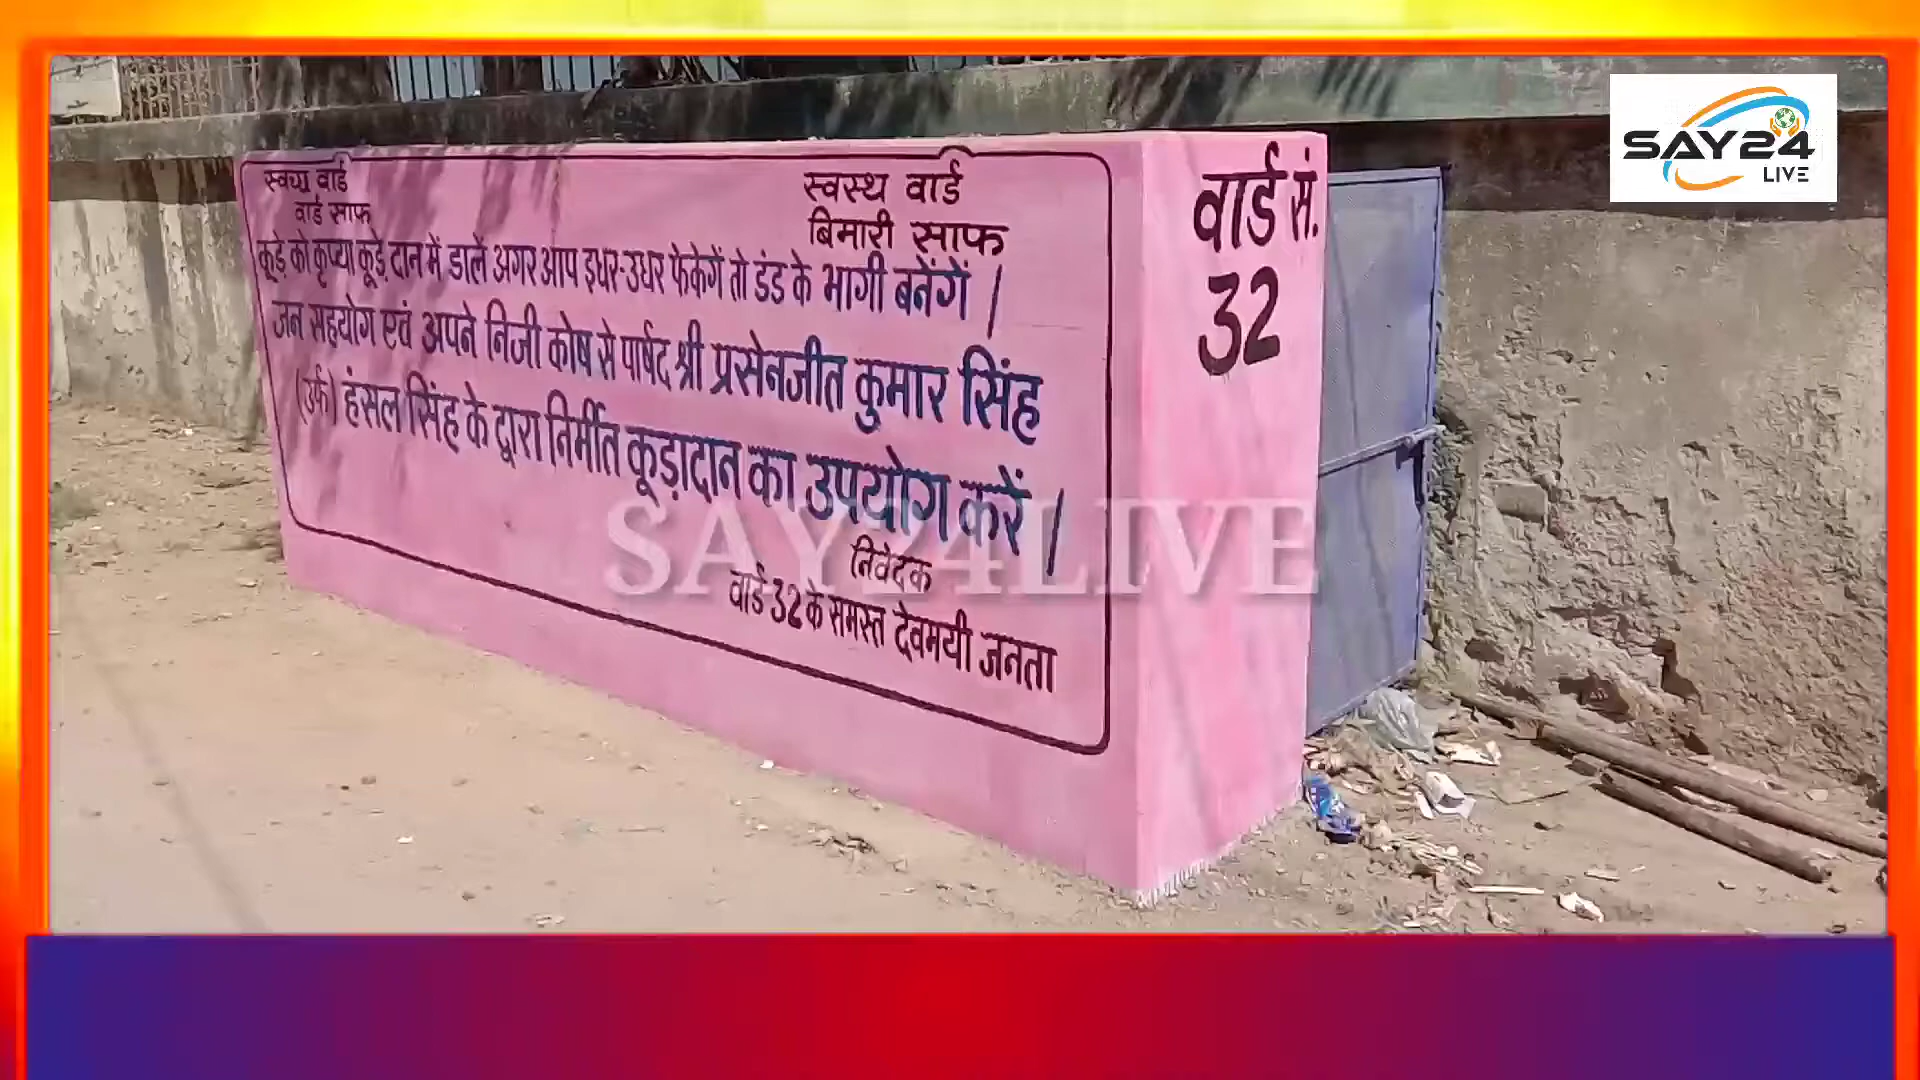 स्वच्छ वार्ड
वार्ड साफ
स्वस्थ वार्ड
बिमारी साफ
कूड़े को कृप्या कूड़े दान में डालें अगर आप इधर-उधर फेकेगें तो डंड के भागी बनेंगें ।
जन सहयोग एवं अपने निजी कोष से पार्षद श्री प्रसेनजीत कुमार सिंह
(उर्फ) हंसल सिंह के द्वारा निर्मीत कूड़ादान का उपयोग करें ।
निवेदक
वार्ड 32 के समस्त देवमयी जनता
वार्ड सं.
32
SAY24
LIVE
SAY24LIVE